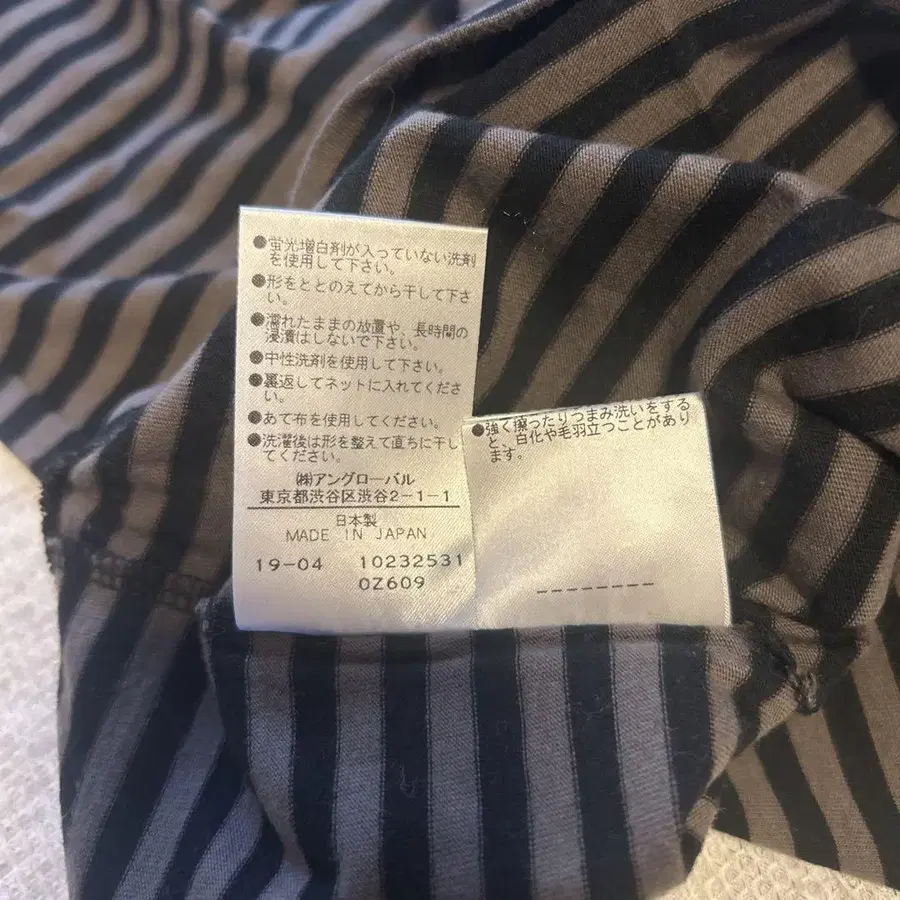 ●蛍光増白剤が入っていない洗剤
を使用して下さい。
●形をととのえてから干して下さ
い。
●濡れたままの放置や、長時間の
浸漬はしないで下さい。
●中性洗剤を使用して下さい。
●裏返してネットに入れてくださ
い。
●あて布を使用してください。
●洗濯後は形を整えて直ちに干し
てください。
㈱アングローバル
東京都渋谷区渋谷2-1-1
日本製
MADE IN JAPAN
19-04 10232531
0Z609
●強く擦ったりつまみ洗いをする
と、白化や毛羽立つことがあり
ます。
--------